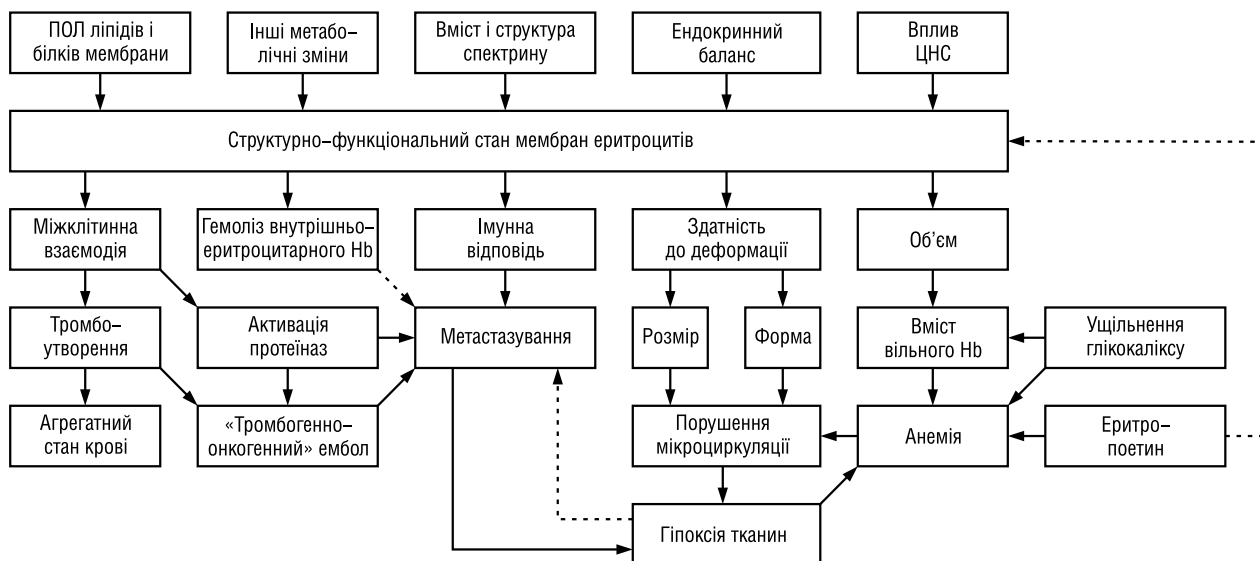 ПОЛ ліпідів і
білків мембрани
Інші метабо–
лічні зміни
Вміст і структура
спектрину
Ендокринний
баланс
Вплив
ЦНС
Структурно–функціональний стан мембран еритроцитів
Міжклітинна
взаємодія
Гемоліз внутрішньо–
еритроцитарного Hb
Імунна
відповідь
Здатність
до деформації
Об’єм
Тромбо–
утворення
Активація
протеїназ
Метастазування
Розмір
Форма
Вміст
вільного Hb
Ущільнення
глікокаліксу
Агрегатний
стан крові
«Тромбогенно–
онкогенний» ембол
Порушення
мікроциркуляції
Анемія
Еритро–
поетин
Гіпоксія тканин